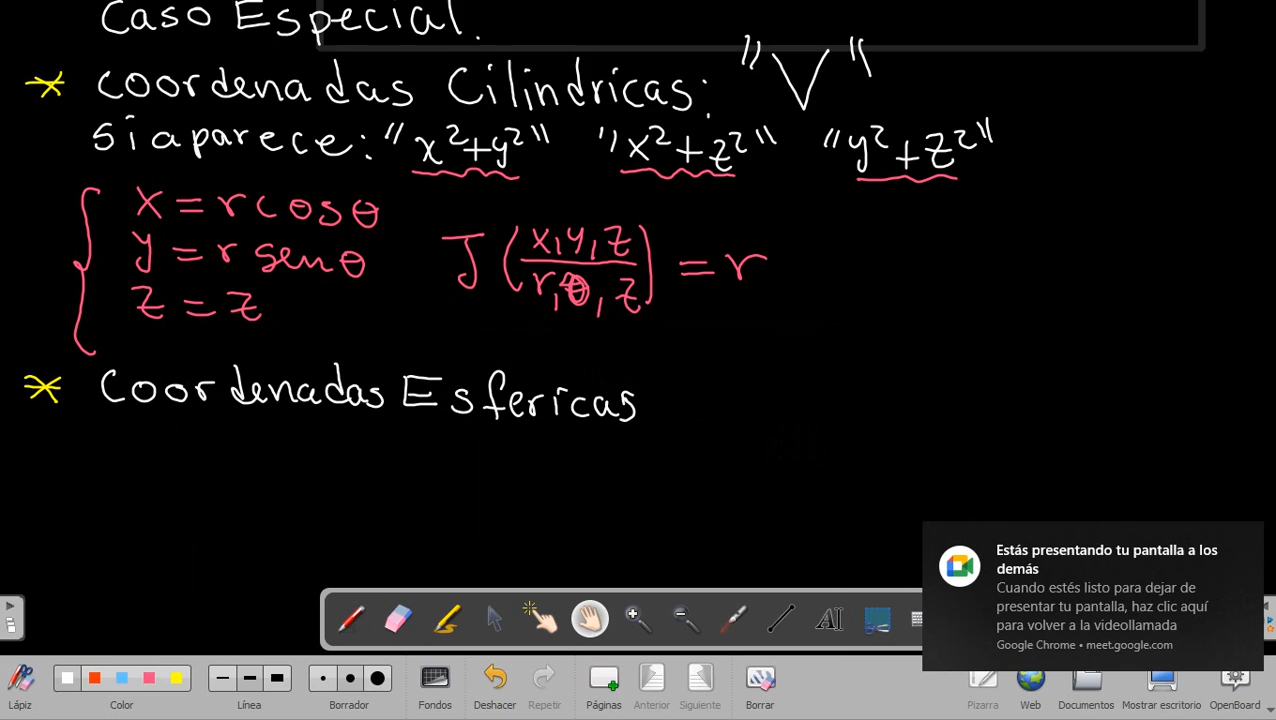 Caso Especial.
* Coordenadas Cilindricas: "V"
si aparece: "x²+y²" "x²+z²" "y²+z²"
x = r cosθ
y = r senθ
z = z
J(x,y,z / r,θ,z) = r
* Coordenadas Esfericas
Estás presentando tu pantalla a los
demás
Cuando estés listo para dejar de
presentar tu pantalla, haz clic aquí
para volver a la videollamada
Google Chrome • meet.google.com
AI
Lápiz Color Línea Borrador Fondos Deshacer Repetir Páginas Anterior Siguiente Borrar Pizarra Web Documentos Mostrar escritorio OpenBoard